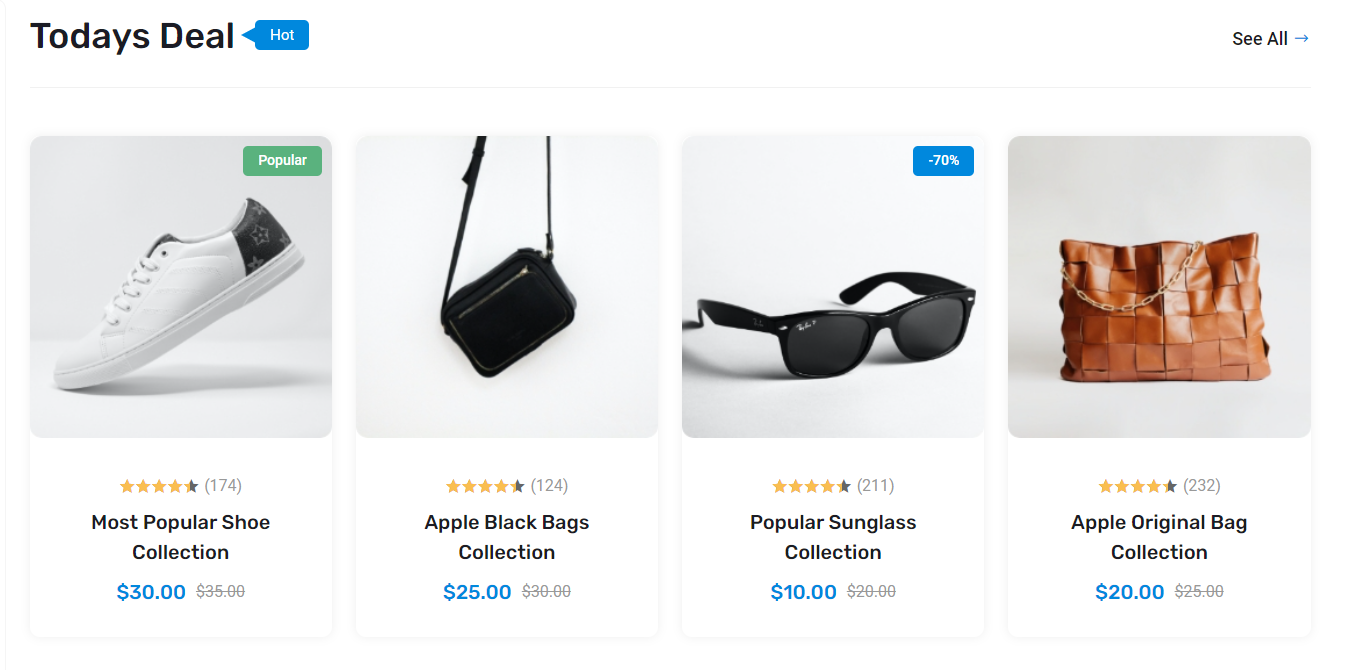 Todays Deal Hot
See All →
Popular
-70%
(174)
Most Popular Shoe
Collection
$30.00 $35.00
(124)
Apple Black Bags
Collection
$25.00 $30.00
(211)
Popular Sunglass
Collection
$10.00 $20.00
(232)
Apple Original Bag
Collection
$20.00 $25.00